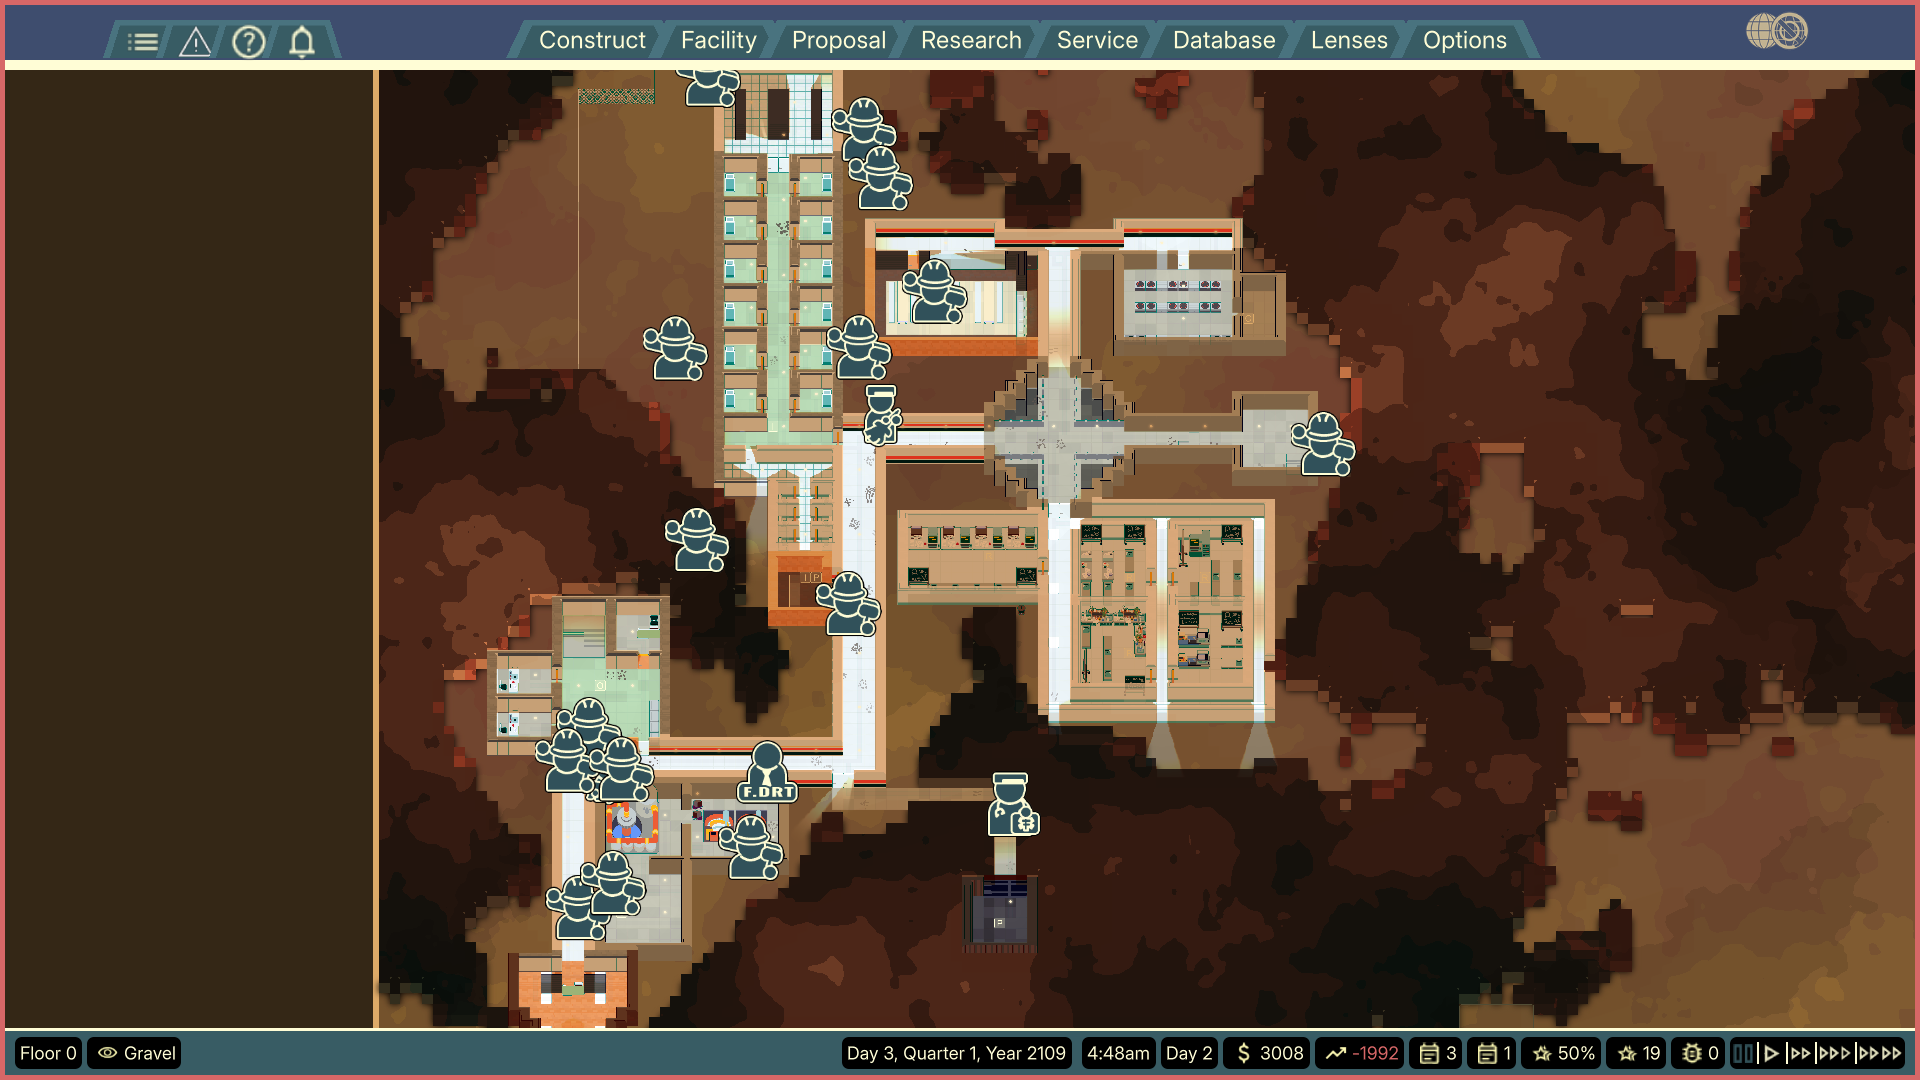 Construct Facility Proposal Research Service Database Lenses Options
F.DRT
Floor 0 Gravel Day 3, Quarter 1, Year 2109 4:48am Day 2 $ 3008 -1992 3 1 50% 19 0